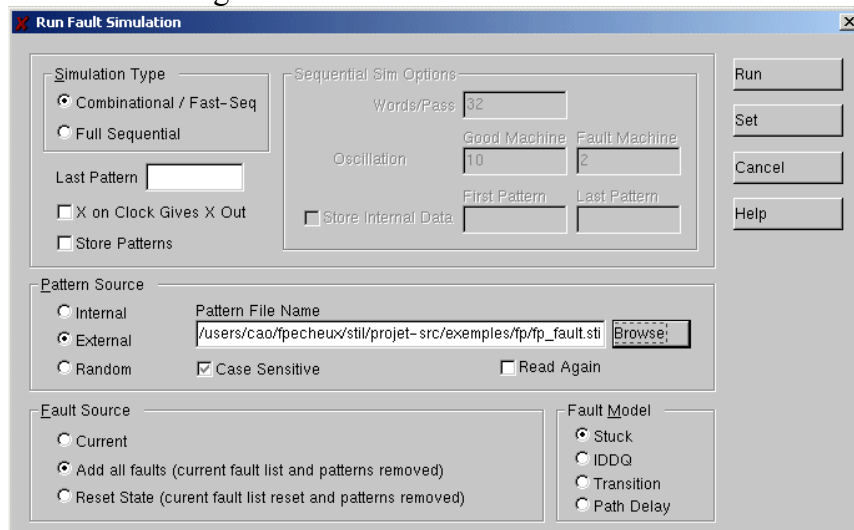 Run Fault Simulation
Simulation Type
Combinational / Fast-Seq
Full Sequential
Last Pattern
X on Clock Gives X Out
Store Patterns
Sequential Sim Options
Words/Pass 32
Good Machine Fault Machine
Oscillation 10 2
First Pattern Last Pattern
Store Internal Data
Run
Set
Cancel
Help
Pattern Source
Internal
External
Random
Pattern File Name
/users/cao/fpecheux/stil/projet-src/exemples/fp/fp_fault.sti Browse
Case Sensitive Read Again
Fault Source
Current
Add all faults (current fault list and patterns removed)
Reset State (curent fault list reset and patterns removed)
Fault Model
Stuck
IDDQ
Transition
Path Delay